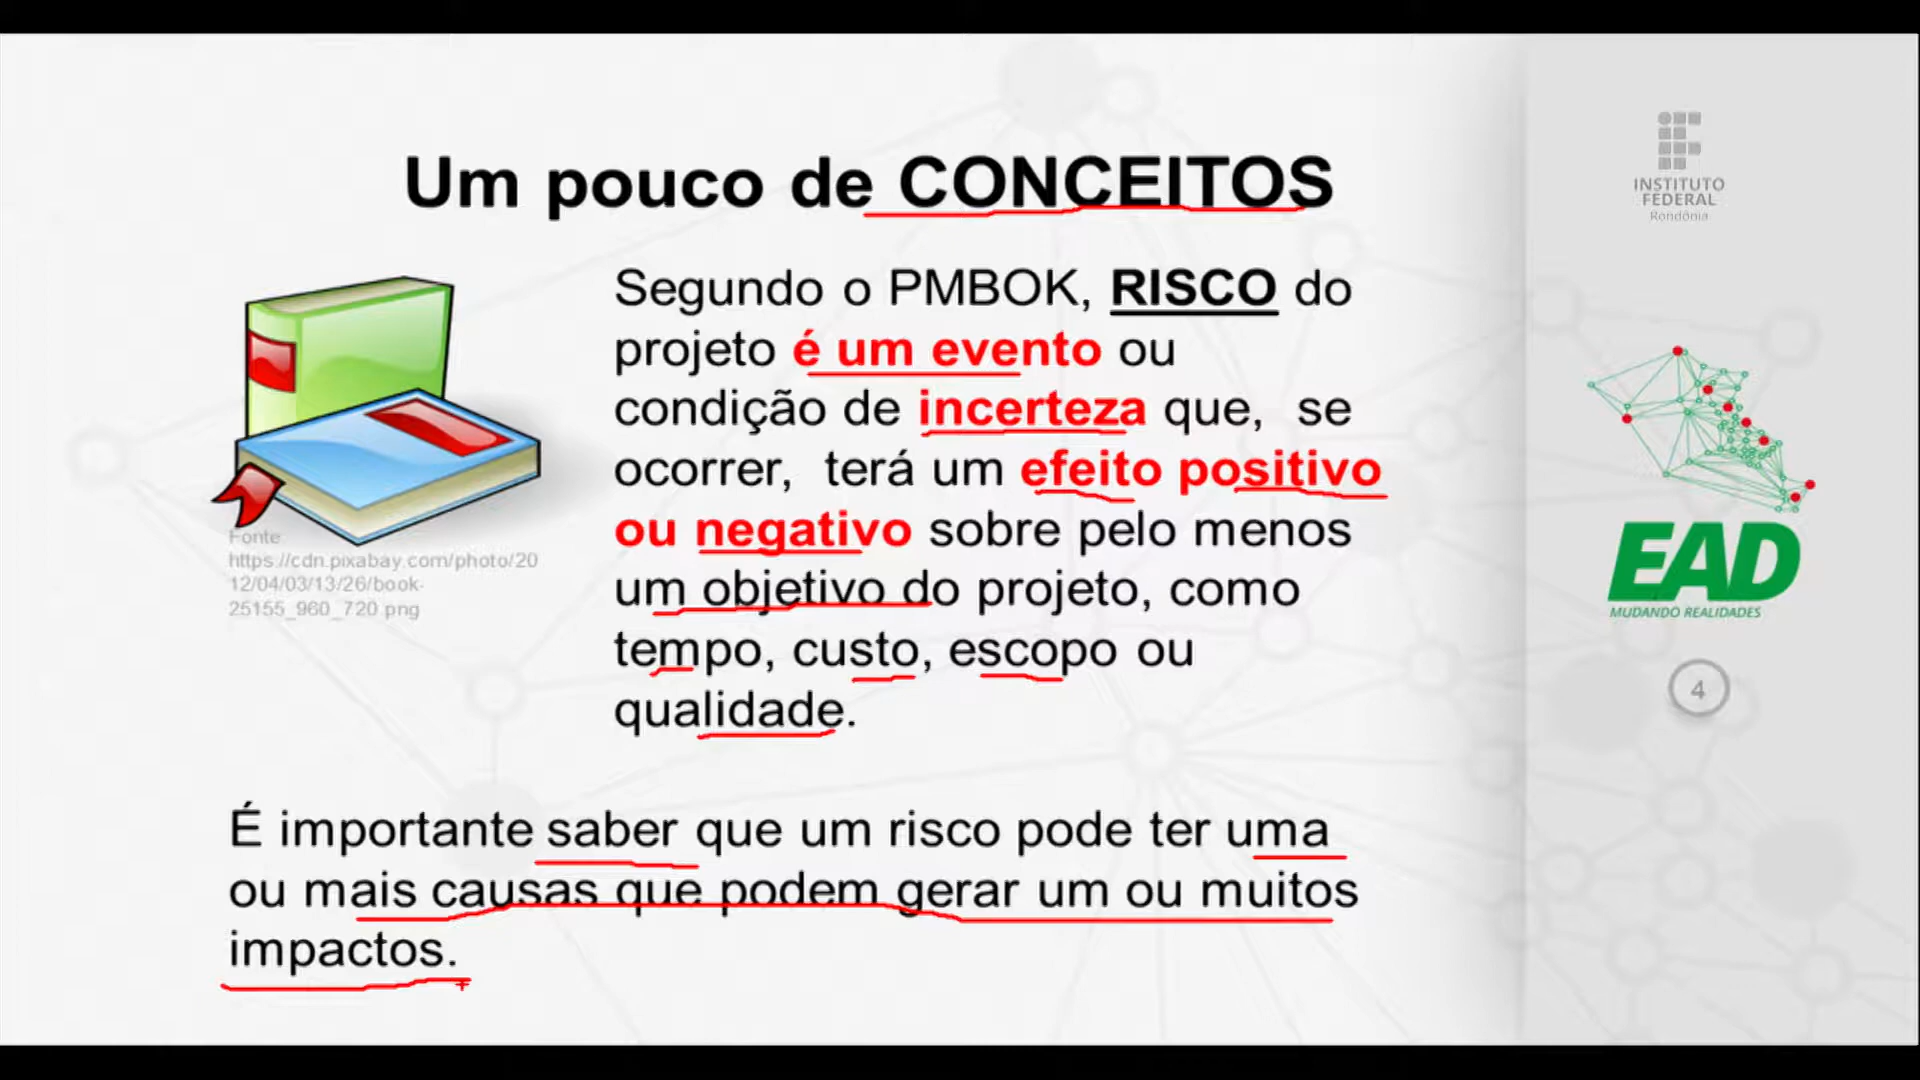 Um pouco de CONCEITOS
Segundo o PMBOK, RISCO do
projeto é um evento ou
condição de incerteza que, se
ocorrer, terá um efeito positivo
ou negativo sobre pelo menos
um objetivo do projeto, como
tempo, custo, escopo ou
qualidade.
Fonte:
https://cdn.pixabay.com/photo/20
12/04/03/13/26/book-
25155_960_720 png
É importante saber que um risco pode ter uma
ou mais causas que podem gerar um ou muitos
impactos.
INSTITUTO
FEDERAL
Rondônia
EAD
MUDANDO REALIDADES
4